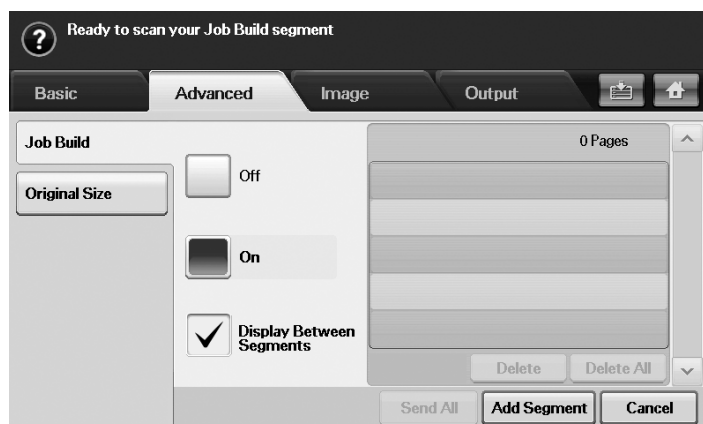 Ready to scan your Job Build segment
Basic
Advanced
Image
Output
Job Build
Original Size
Off
On
Display Between
Segments
0 Pages
Delete
Delete All
Send All
Add Segment
Cancel